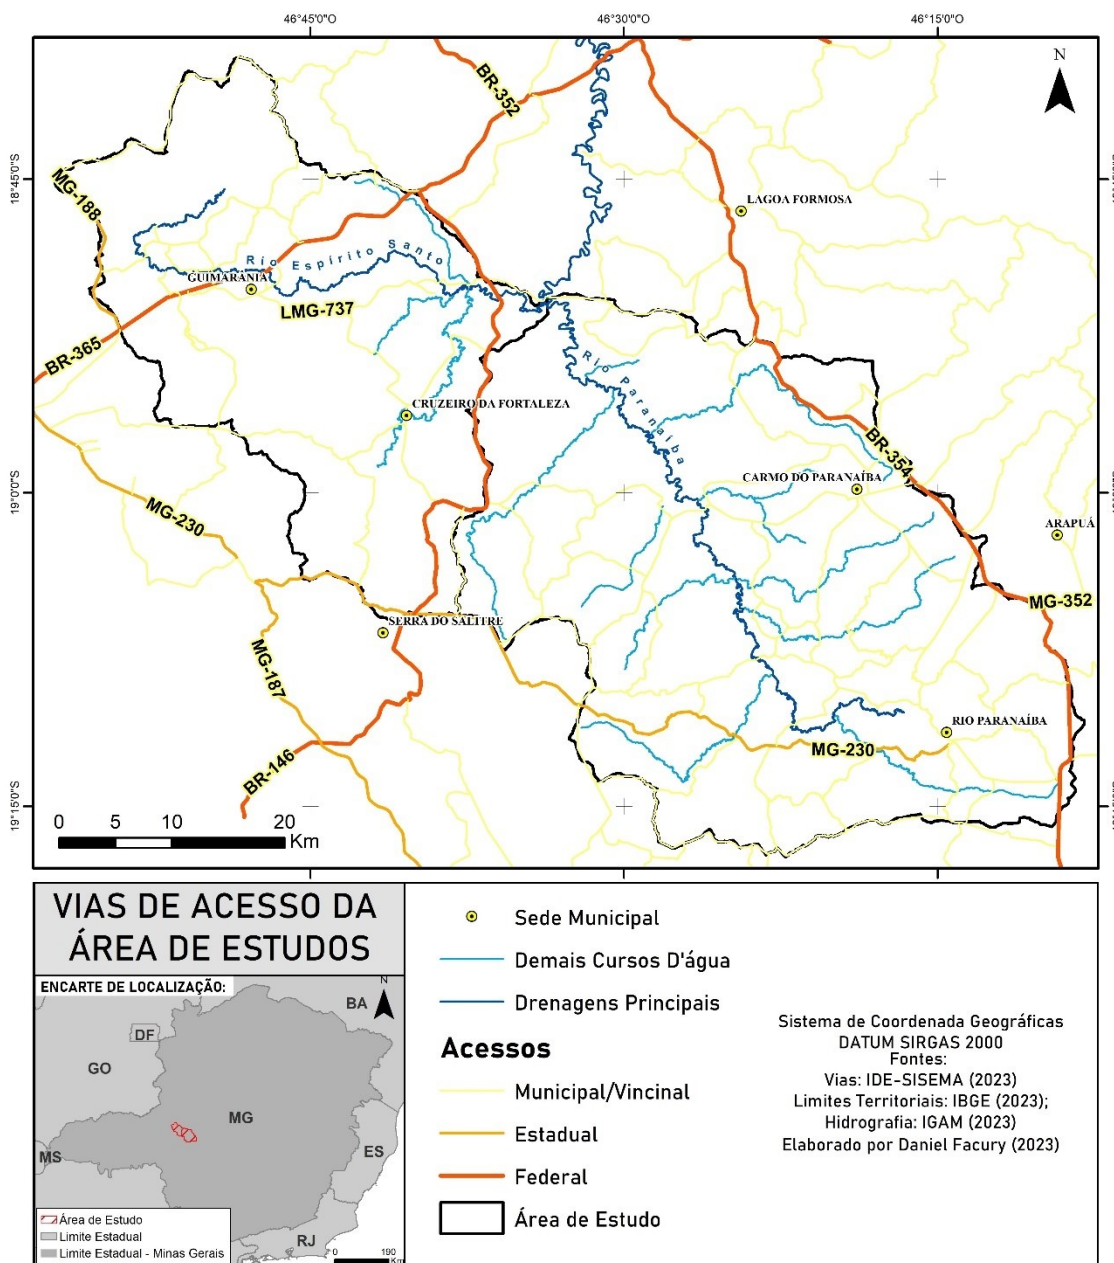 46°45'0"O
46°30'0"O
46°15'0"O
N
BR-352
MG-188
18°45'0"S
LAGOA FORMOSA
Rio Espírito Santo
GUIMARANIA
LMG-737
BR-365
Rio Paranaíba
CRUZEIRO DA FORTALEZA
BR-354
CARMO DO PARANAÍBA
19°0'0"S
MG-230
ARAPUÁ
MG-352
SERRA DO SALITRE
MG-187
RIO PARANAÍBA
MG-230
BR-146
19°15'0"S
0 5 10 20
Km
VIAS DE ACESSO DA
ÁREA DE ESTUDOS
ENCARTE DE LOCALIZAÇÃO:
N
BA
DF
GO
MG
MS
ES
RJ
Área de Estudo
Limite Estadual
Limite Estadual - Minas Gerais
0 190
Km
Sede Municipal
Demais Cursos D'água
Drenagens Principais
Acessos
Municipal/Vincinal
Estadual
Federal
Área de Estudo
Sistema de Coordenada Geográficas
DATUM SIRGAS 2000
Fontes:
Vias: IDE-SISEMA (2023)
Limites Territoriais: IBGE (2023);
Hidrografia: IGAM (2023)
Elaborado por Daniel Facury (2023)